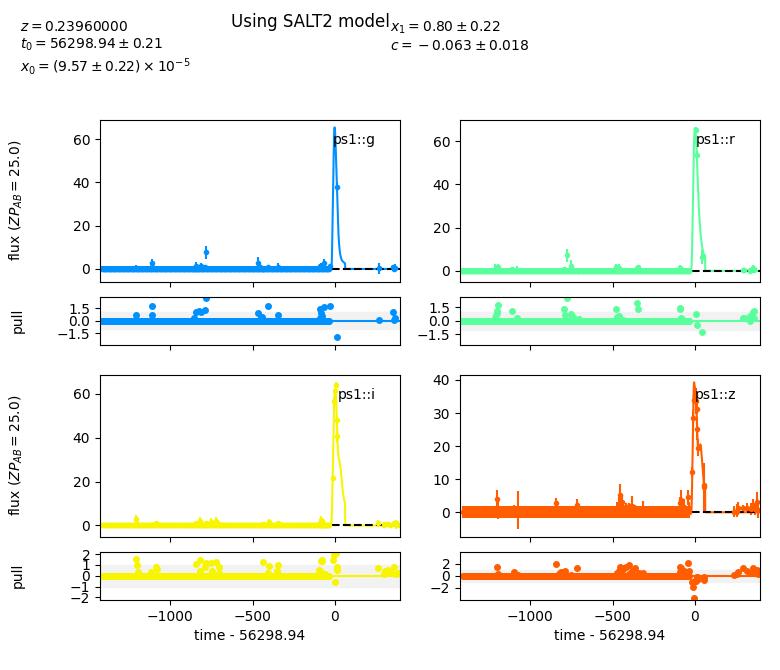 Using SALT2 model
z = 0.23960000
t₀ = 56298.94 ± 0.21
x₀ = (9.57 ± 0.22) × 10⁻⁵
x₁ = 0.80 ± 0.22
c = −0.063 ± 0.018
flux (ZP_AB = 25.0)
60
40
20
0
ps1::g
60
40
20
0
ps1::r
pull
1.5
0.0
−1.5
1.5
0.0
−1.5
flux (ZP_AB = 25.0)
60
40
20
0
ps1::i
40
30
20
10
0
ps1::z
pull
2
1
0
−1
−2
2
0
−2
−1000 −500 0
time - 56298.94
−1000 −500 0
time - 56298.94